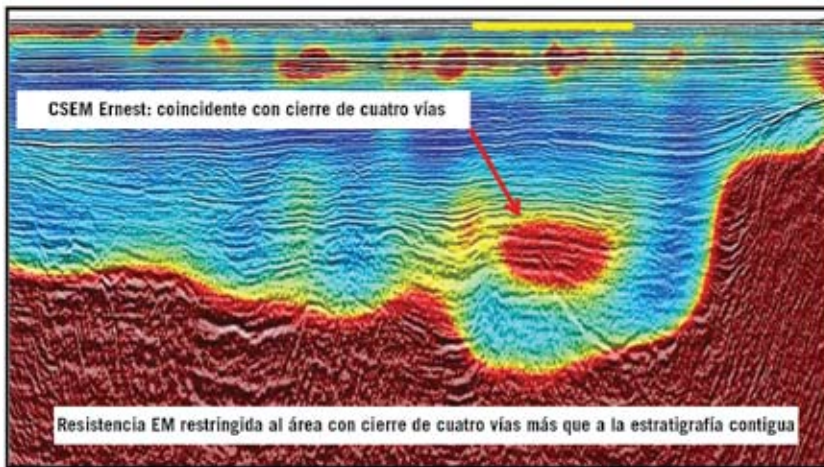 CSEM Ernest: coincidente con cierre de cuatro vías
Resistencia EM restringida al área con cierre de cuatro vías más que a la estratigrafía contigua